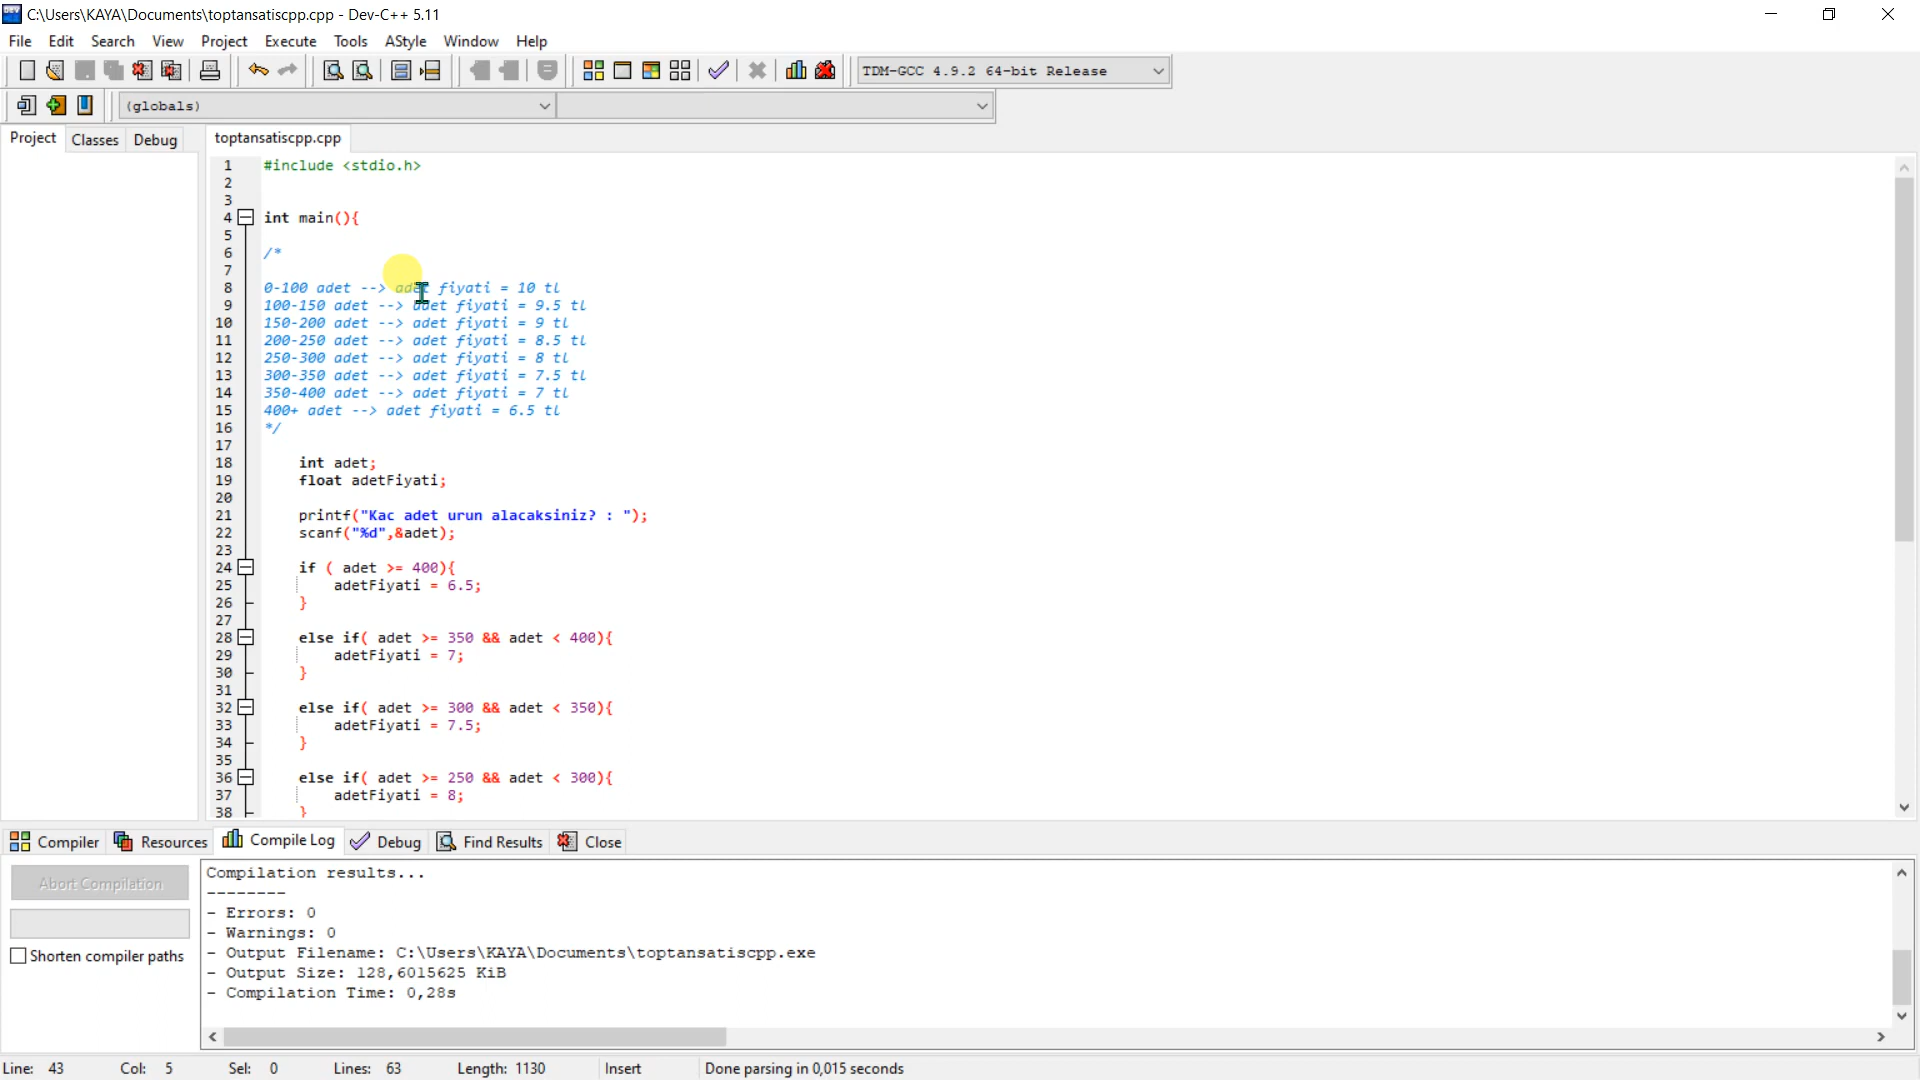 C:\Users\KAYA\Documents\toptansatiscpp.cpp - Dev-C++ 5.11
File Edit Search View Project Execute Tools AStyle Window Help
TDM-GCC 4.9.2 64-bit Release
(globals)
Project Classes Debug toptansatiscpp.cpp
1 #include <stdio.h>
2
3
4 int main(){
5
6 /*
7
8 0-100 adet --> adet fiyati = 10 tl
9 100-150 adet --> adet fiyati = 9.5 tl
10 150-200 adet --> adet fiyati = 9 tl
11 200-250 adet --> adet fiyati = 8.5 tl
12 250-300 adet --> adet fiyati = 8 tl
13 300-350 adet --> adet fiyati = 7.5 tl
14 350-400 adet --> adet fiyati = 7 tl
15 400+ adet --> adet fiyati = 6.5 tl
16 */
17
18 int adet;
19 float adetFiyati;
20
21 printf("Kac adet urun alacaksiniz? : ");
22 scanf("%d",&adet);
23
24 if ( adet >= 400){
25 adetFiyati = 6.5;
26 }
27
28 else if( adet >= 350 && adet < 400){
29 adetFiyati = 7;
30 }
31
32 else if( adet >= 300 && adet < 350){
33 adetFiyati = 7.5;
34 }
35
36 else if( adet >= 250 && adet < 300){
37 adetFiyati = 8;
38 }
Compiler Resources Compile Log Debug Find Results Close
Abort Compilation
Shorten compiler paths
Compilation results...
--------
- Errors: 0
- Warnings: 0
- Output Filename: C:\Users\KAYA\Documents\toptansatiscpp.exe
- Output Size: 128,6015625 KiB
- Compilation Time: 0,28s
Line: 43 Col: 5 Sel: 0 Lines: 63 Length: 1130 Insert Done parsing in 0,015 seconds